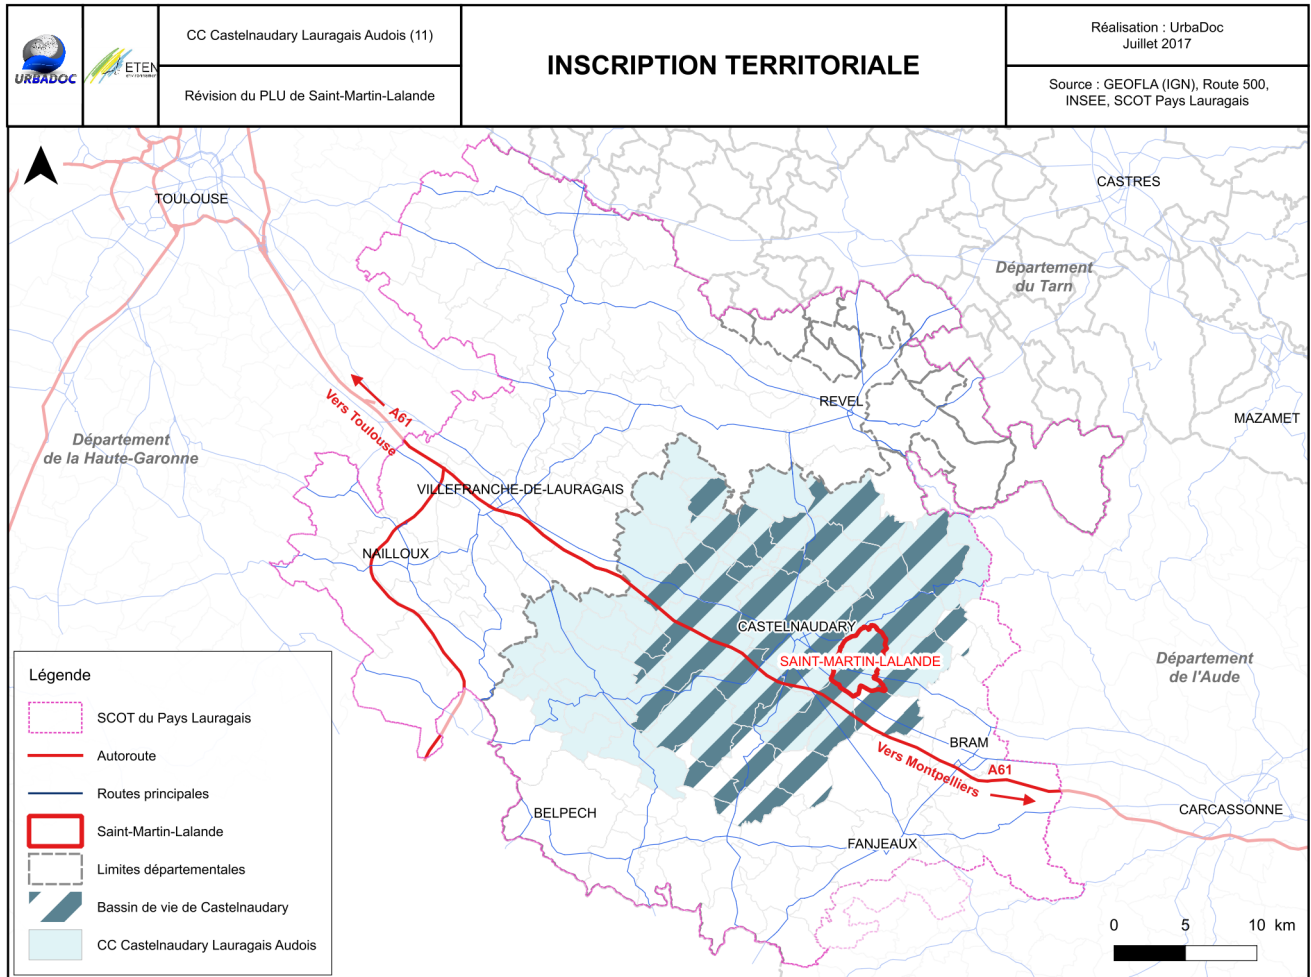 URBADOC
ETEN
CC Castelnaudary Lauragais Audois (11)
Révision du PLU de Saint-Martin-Lalande
INSCRIPTION TERRITORIALE
Réalisation : UrbaDoc
Juillet 2017
Source : GEOFLA (IGN), Route 500,
INSEE, SCOT Pays Lauragais
TOULOUSE
CASTRES
Département
du Tarn
REVEL
MAZAMET
A61
Vers Toulouse
Département
de la Haute-Garonne
VILLEFRANCHE-DE-LAURAGAIS
NAILLOUX
CASTELNAUDARY
SAINT-MARTIN-LALANDE
Département
de l'Aude
BRAM
A61
Vers Montpelliers
CARCASSONNE
BELPECH
FANJEAUX
Légende
SCOT du Pays Lauragais
Autoroute
Routes principales
Saint-Martin-Lalande
Limites départementales
Bassin de vie de Castelnaudary
CC Castelnaudary Lauragais Audois
0 5 10 km